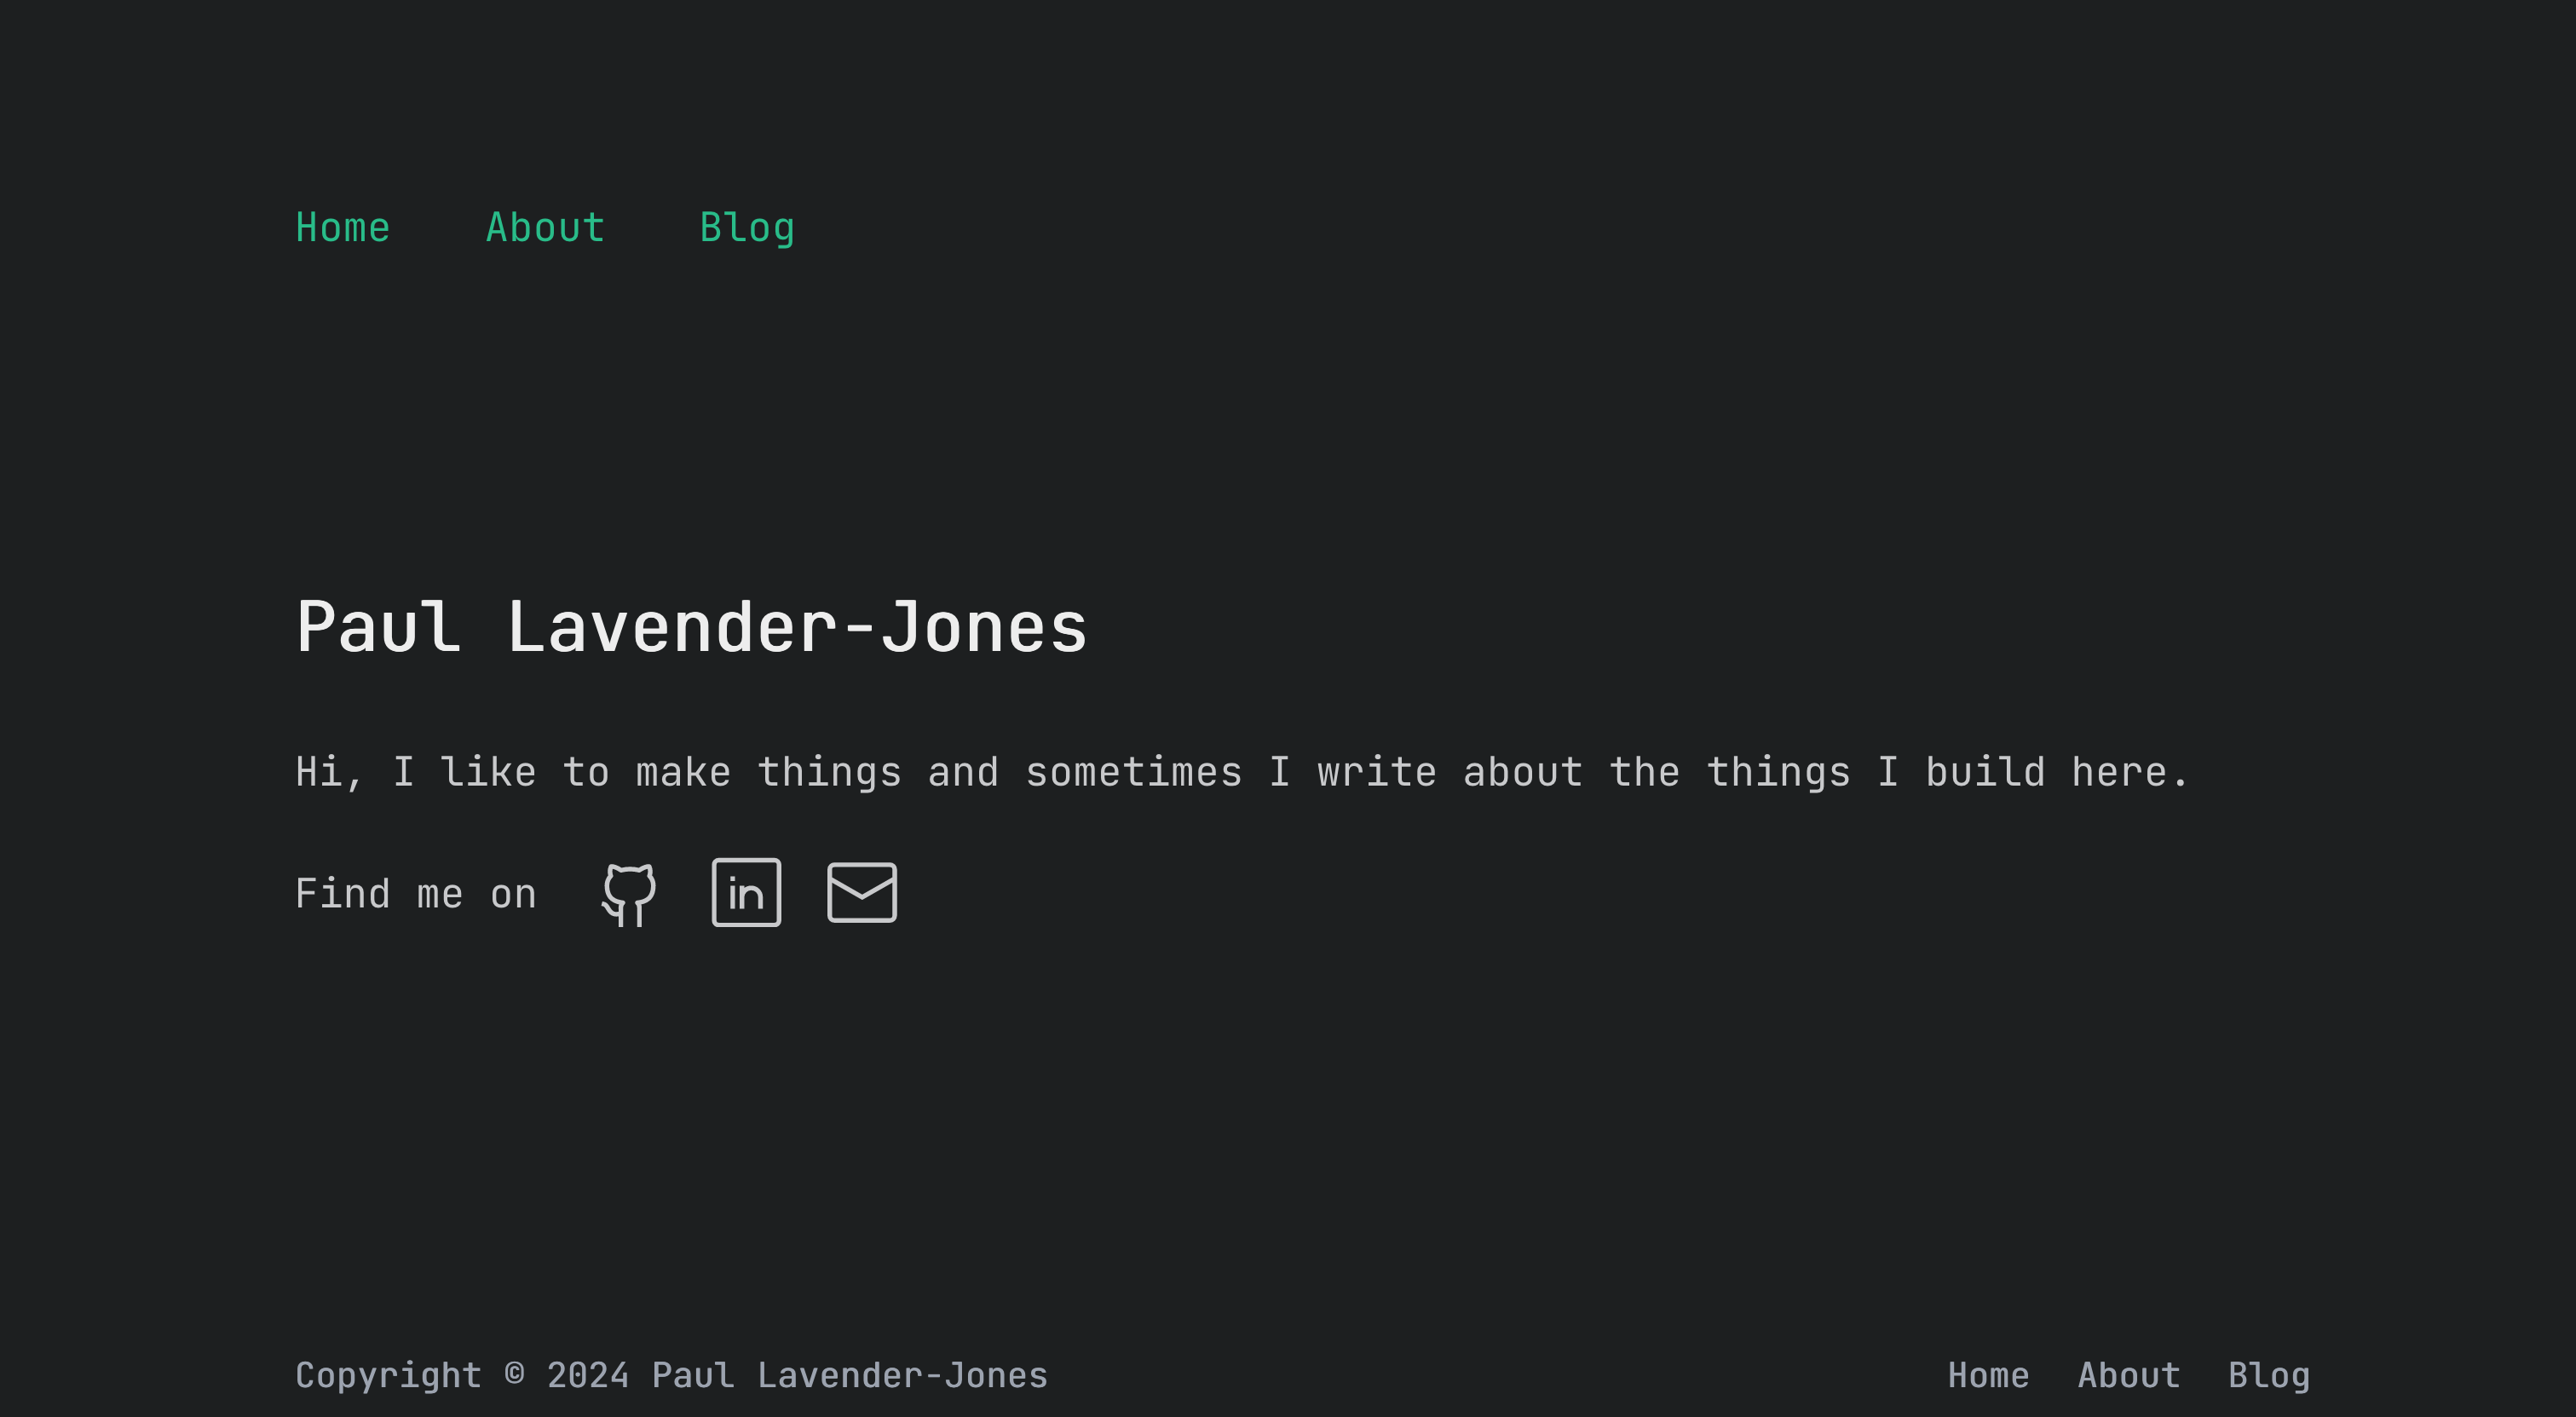 Home About Blog
Paul Lavender-Jones
Hi, I like to make things and sometimes I write about the things I build here.
Find me on in
Copyright © 2024 Paul Lavender-Jones Home About Blog